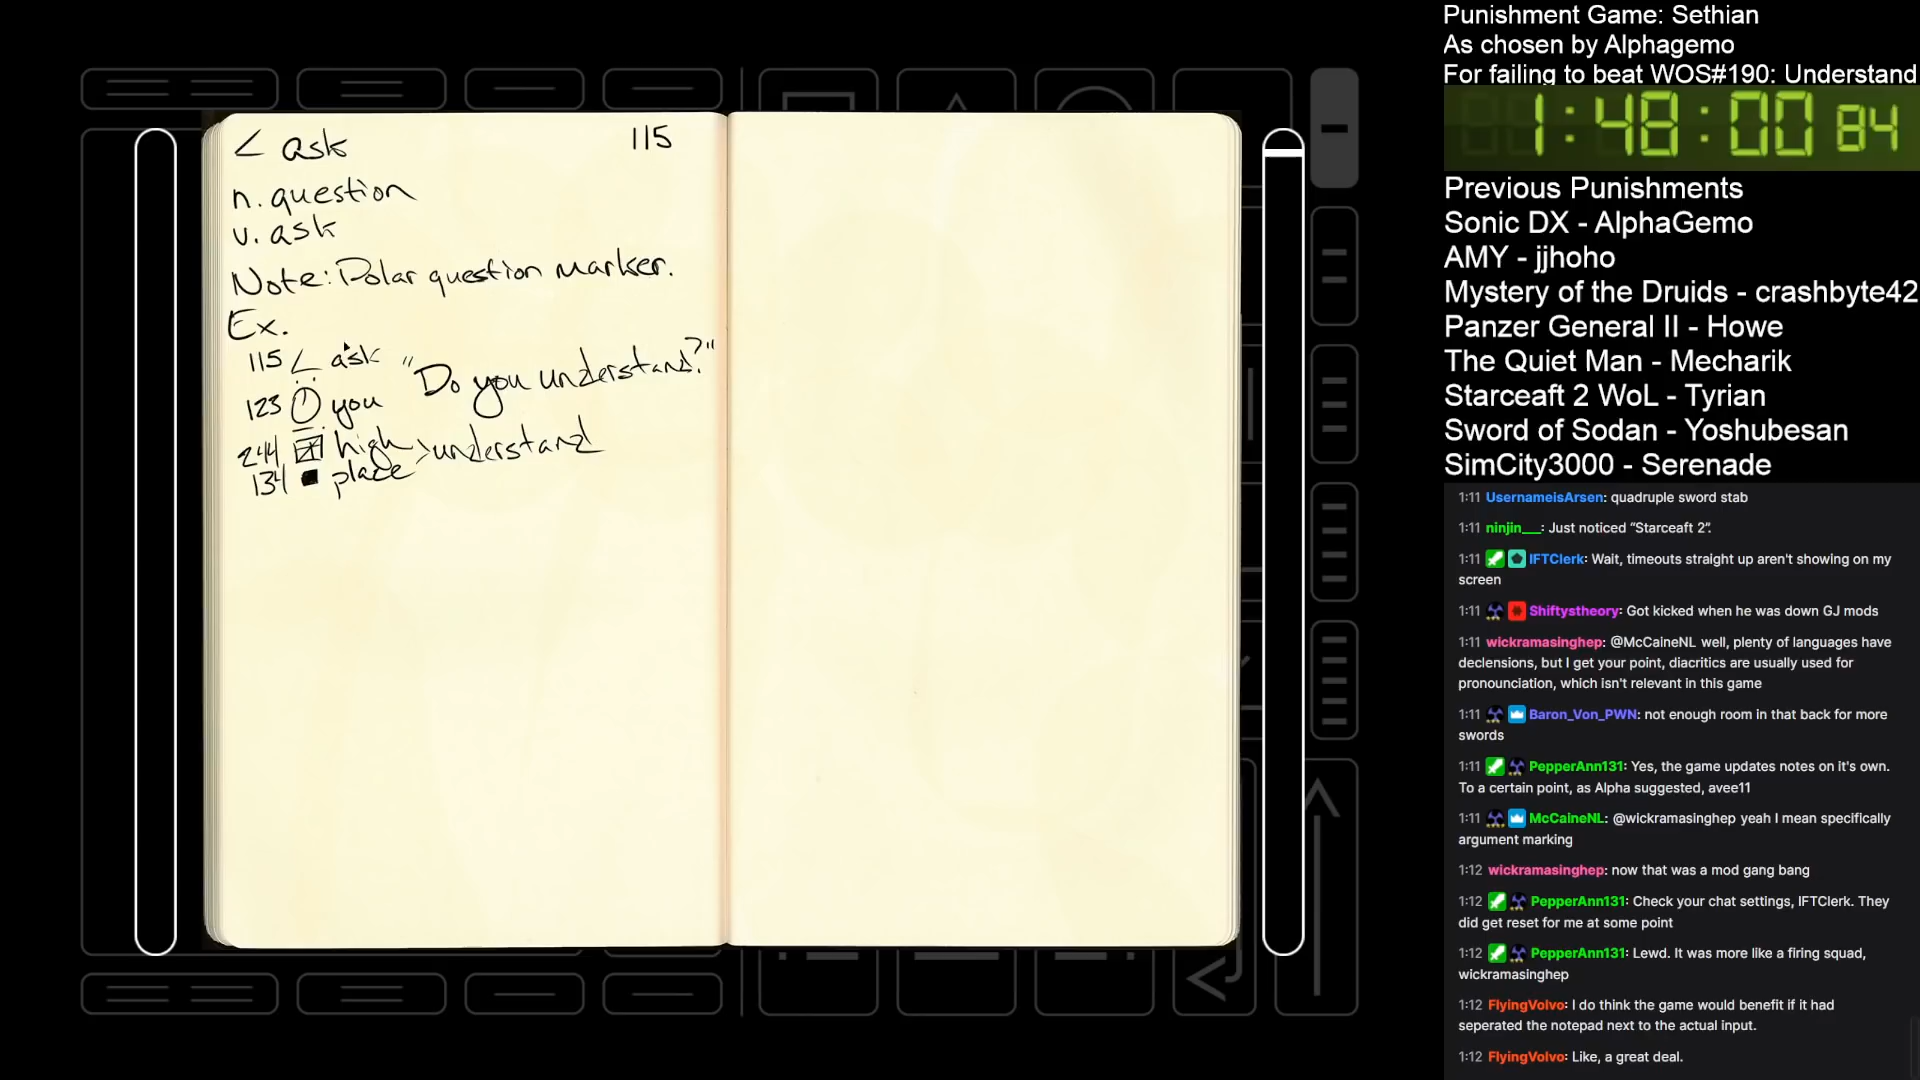 < ask 115
n. question
v. ask
Note: Polar question marker.
Ex.
115 ask "Do you understand?"
123 you
244 high >understand
134 place
Punishment Game: Sethian
As chosen by Alphagemo
For failing to beat WOS#190: Understand
1:48:00 84
Previous Punishments
Sonic DX - AlphaGemo
AMY - jjhoho
Mystery of the Druids - crashbyte42
Panzer General II - Howe
The Quiet Man - Mecharik
Starceaft 2 WoL - Tyrian
Sword of Sodan - Yoshubesan
SimCity3000 - Serenade
1:11 UsernameisArsen: quadruple sword stab
1:11 ninjin___: Just noticed “Starceaft 2”.
1:11 IFTClerk: Wait, timeouts straight up aren't showing on my
screen
1:11 Shiftystheory: Got kicked when he was down GJ mods
1:11 wickramasinghep: @McCaineNL well, plenty of languages have
declensions, but I get your point, diacritics are usually used for
pronounciation, which isn't relevant in this game
1:11 Baron_Von_PWN: not enough room in that back for more
swords
1:11 PepperAnn131: Yes, the game updates notes on it's own.
To a certain point, as Alpha suggested, avee11
1:11 McCaineNL: @wickramasinghep yeah I mean specifically
argument marking
1:12 wickramasinghep: now that was a mod gang bang
1:12 PepperAnn131: Check your chat settings, IFTClerk. They
did get reset for me at some point
1:12 PepperAnn131: Lewd. It was more like a firing squad,
wickramasinghep
1:12 FlyingVolvo: I do think the game would benefit if it had
seperated the notepad next to the actual input.
1:12 FlyingVolvo: Like, a great deal.